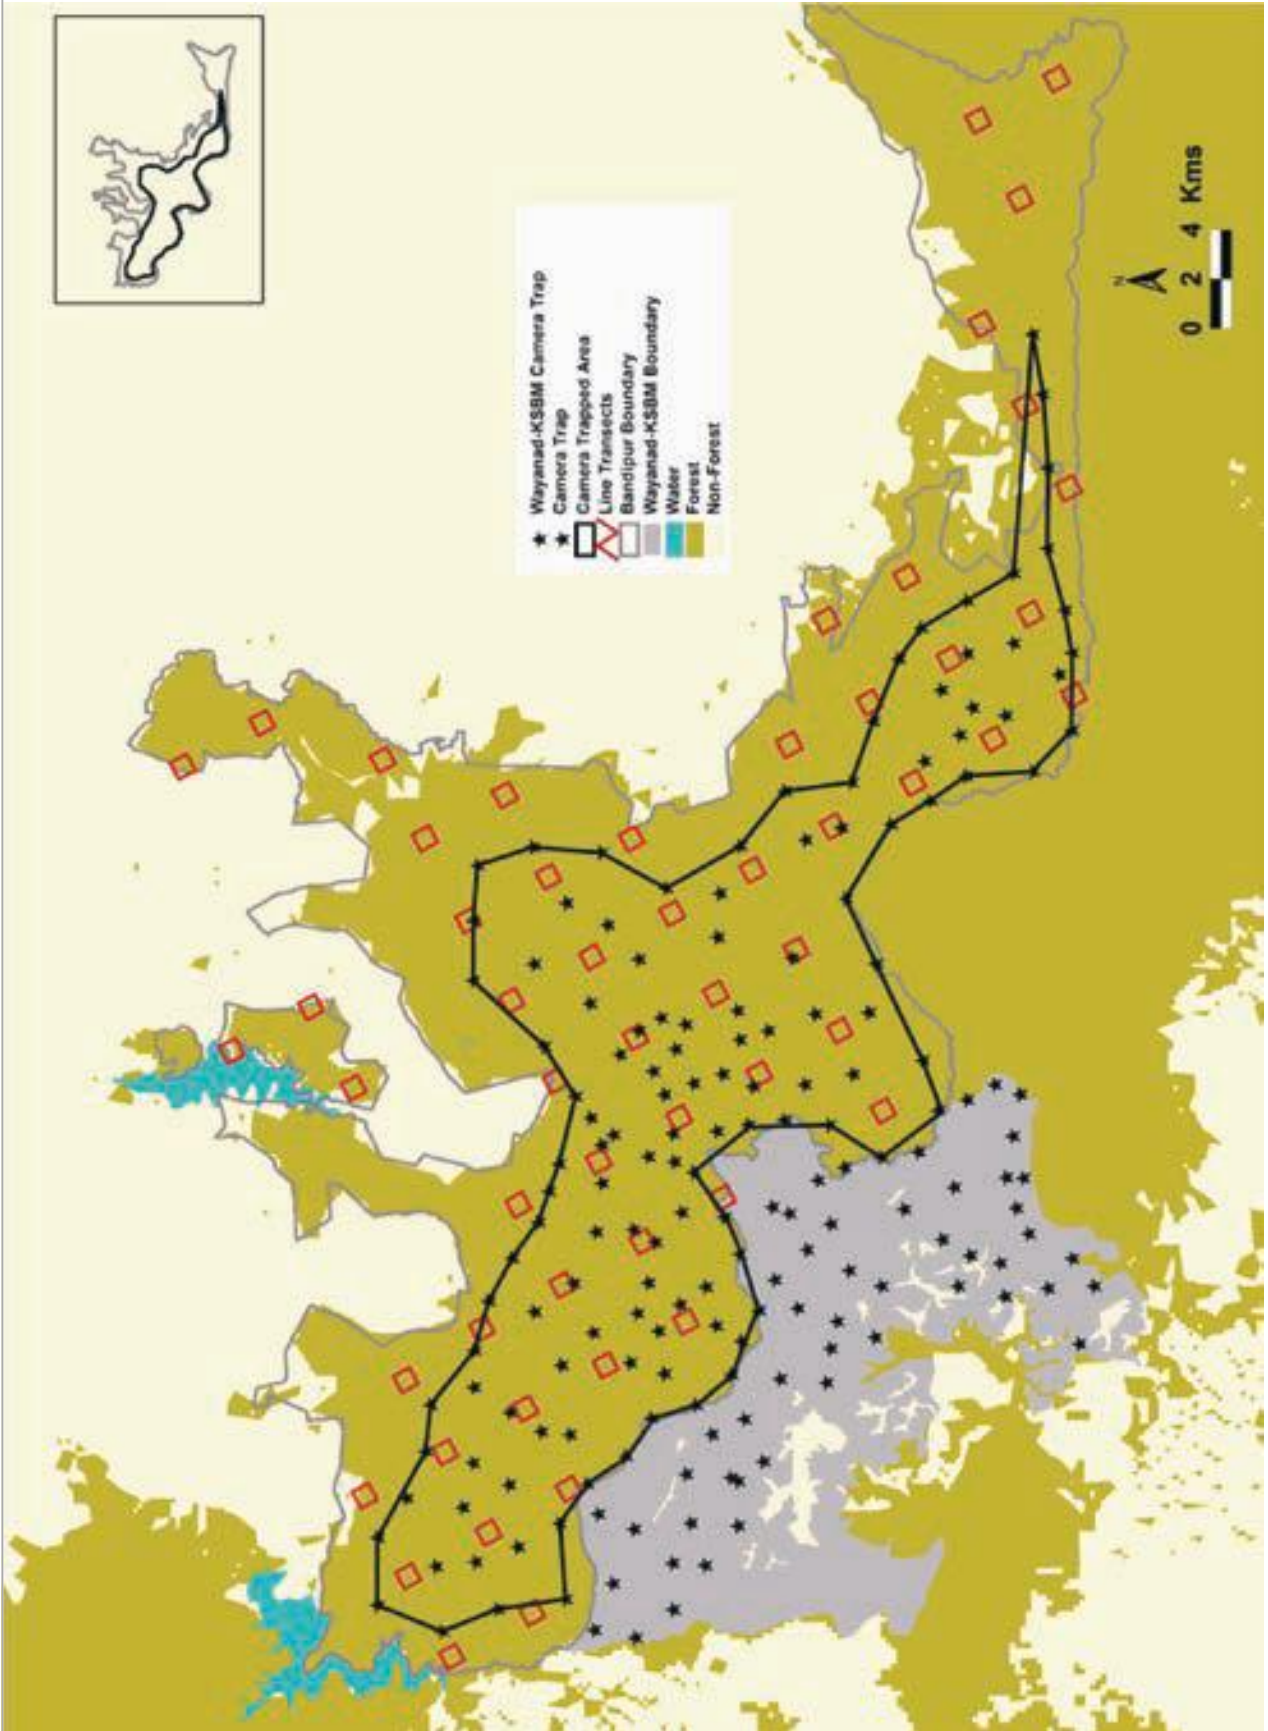 Wayanad-KSBM Camera Trap
Camera Trap
Camera Trapped Area
Line Transects
Bandipur Boundary
Wayanad-KSBM Boundary
Water
Forest
Non-Forest
N
0 2 4 Kms